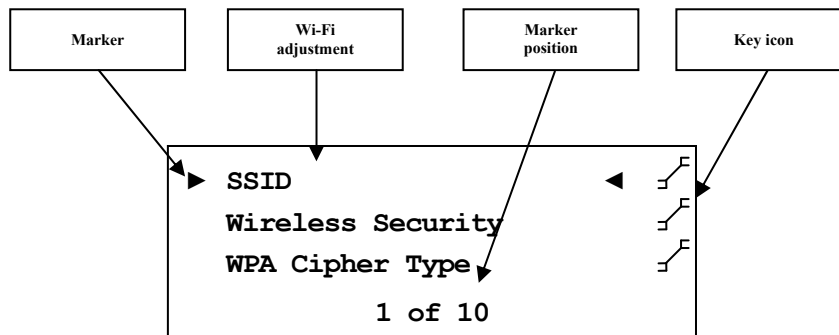 Marker
Wi-Fi
adjustment
Marker
position
Key icon
SSID
Wireless Security
WPA Cipher Type
1 of 10